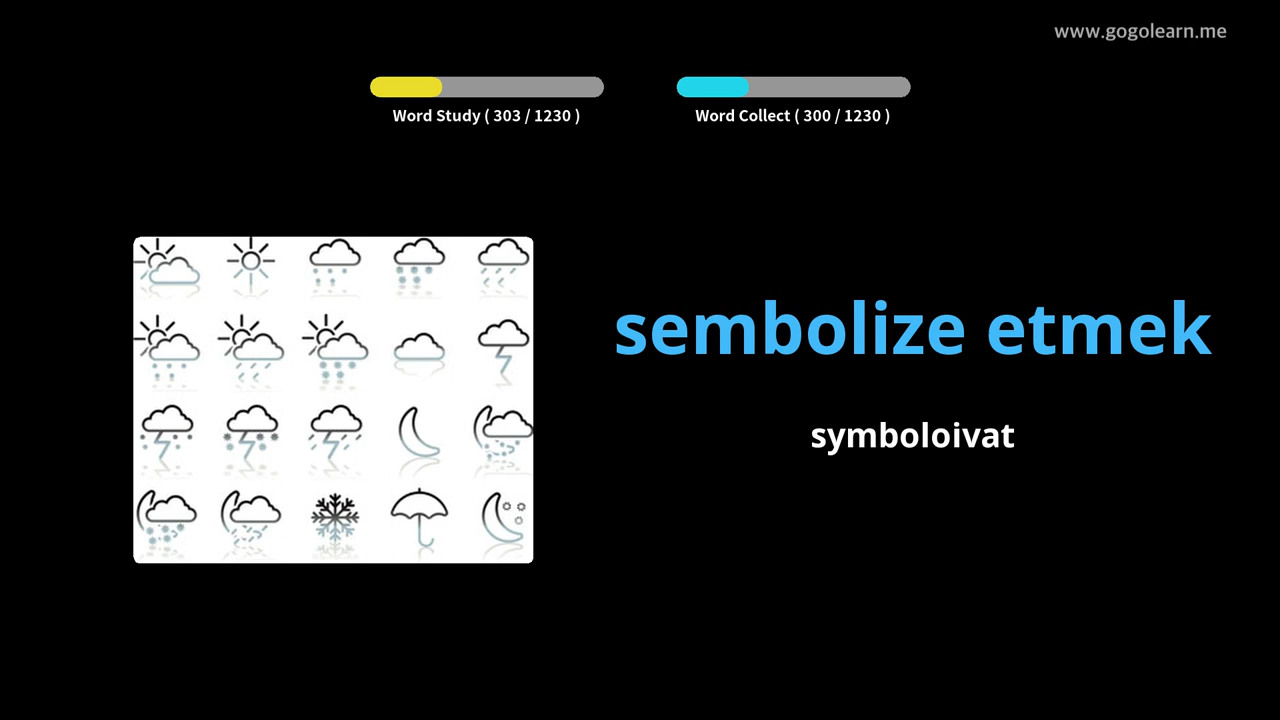 www.gogolearn.me
Word Study ( 303 / 1230 )
Word Collect ( 300 / 1230 )
sembolize etmek
symboloivat